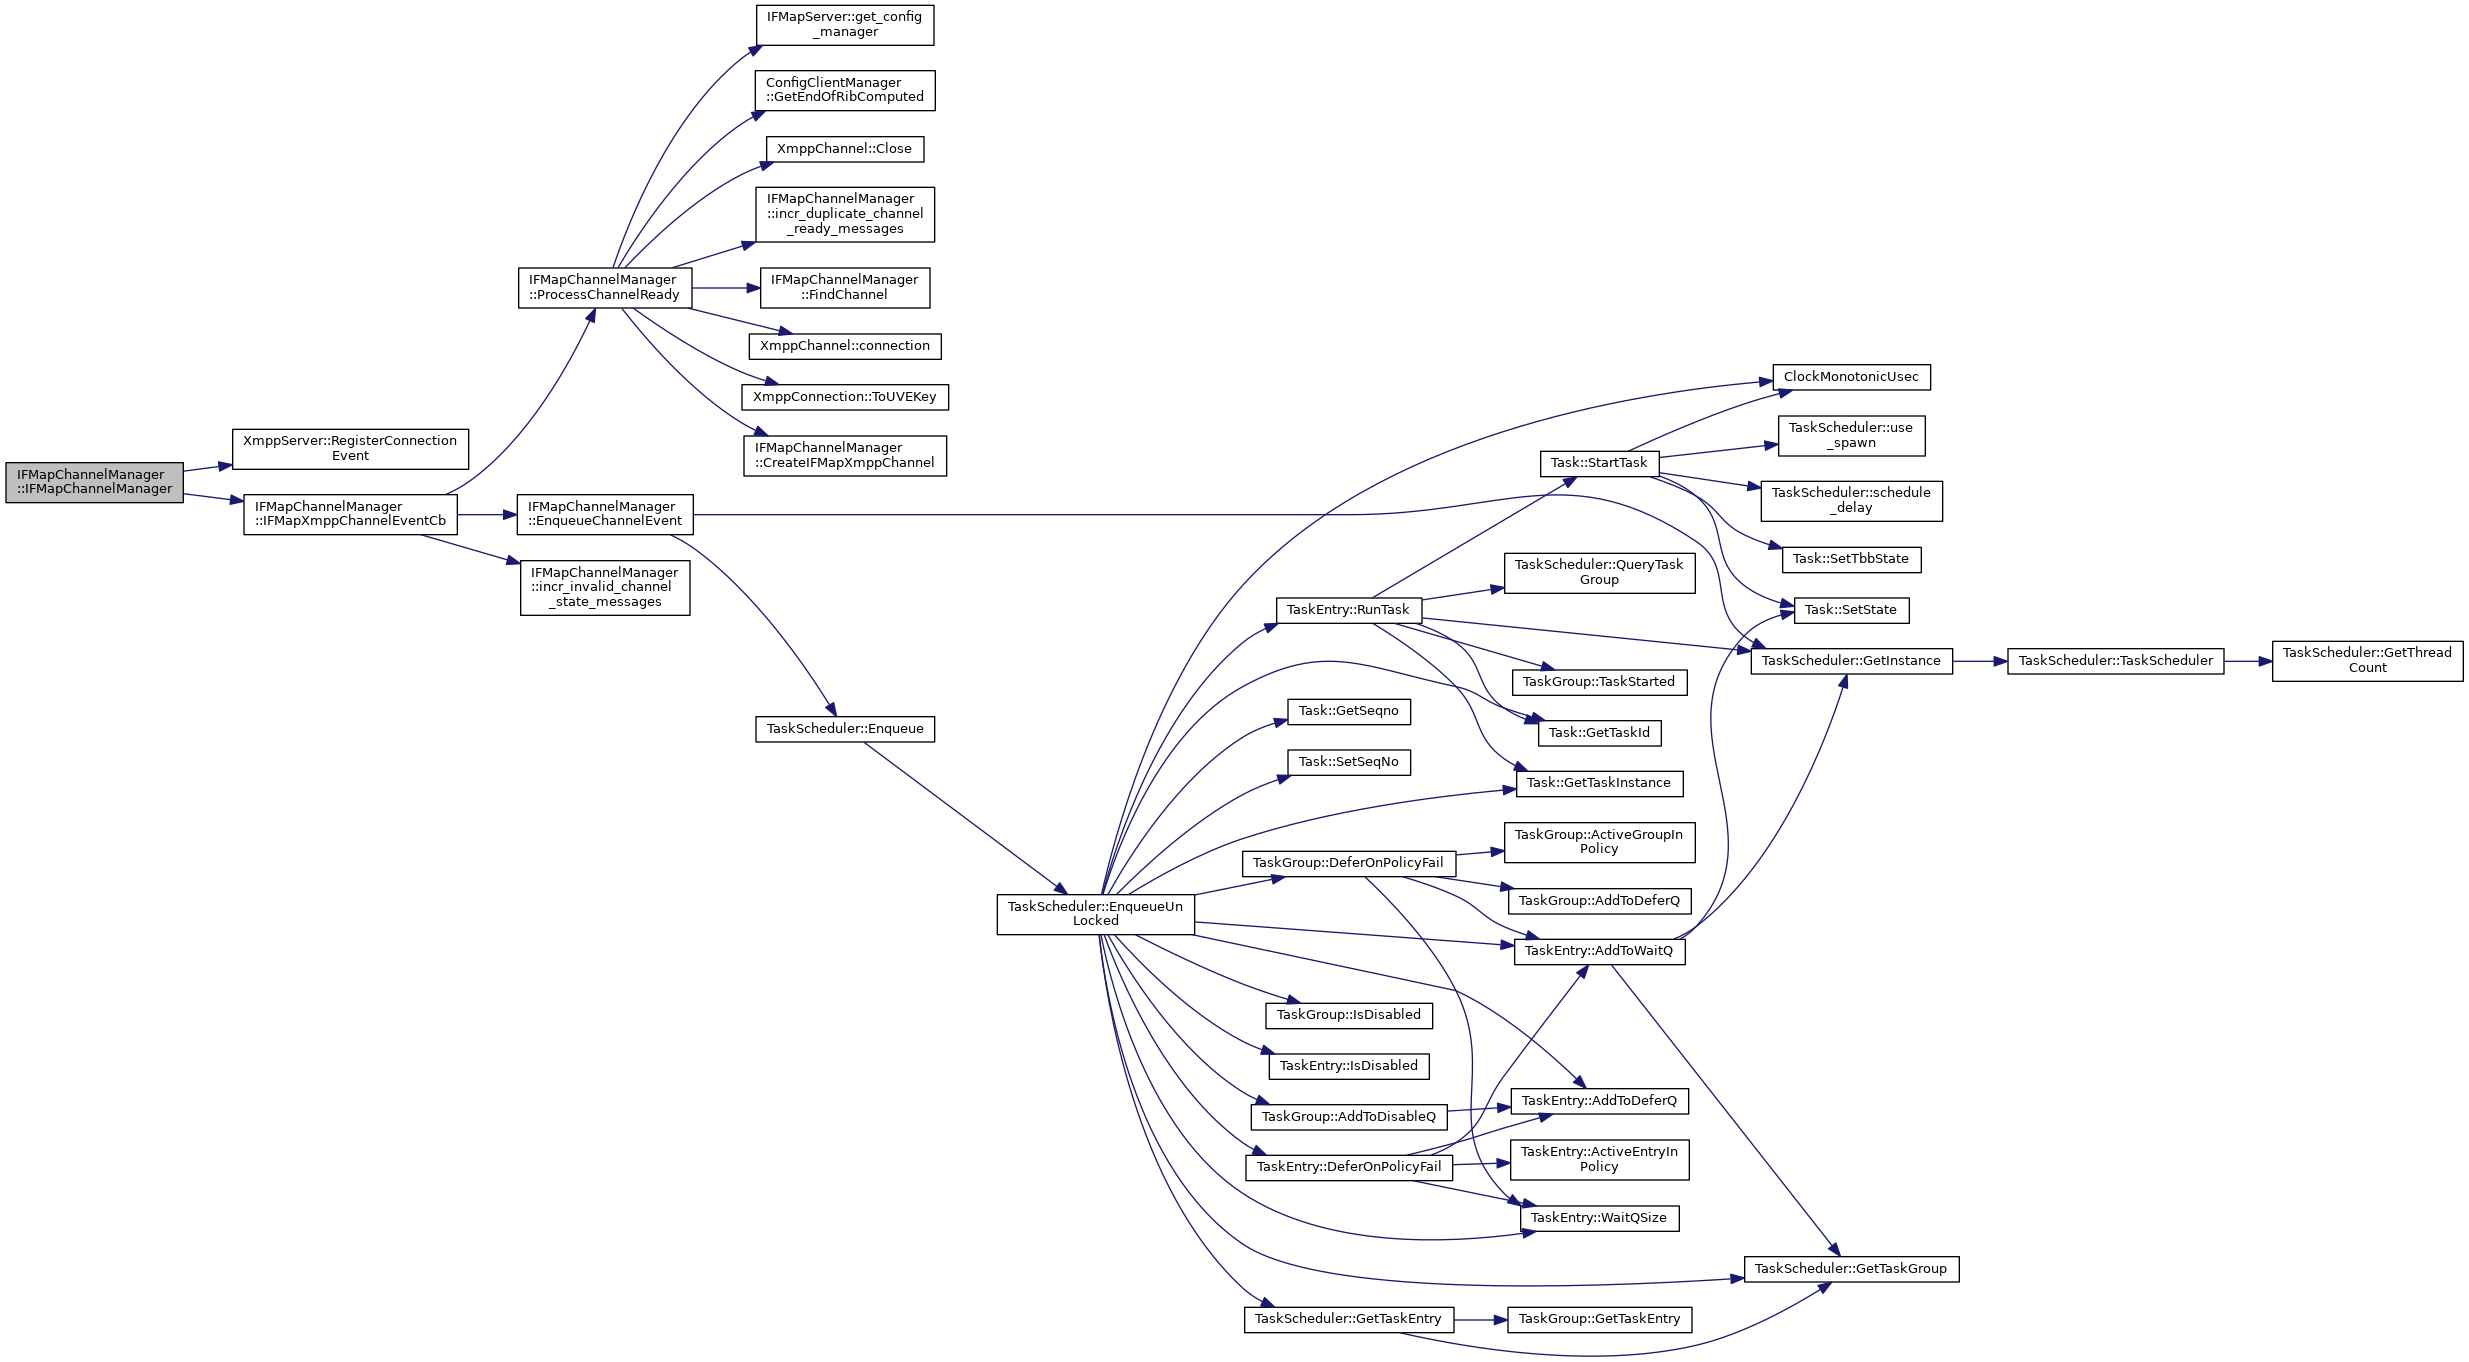 IFMapChannelManager
::IFMapChannelManager
XmppServer::RegisterConnection
Event
IFMapChannelManager
::IFMapXmppChannelEventCb
IFMapChannelManager
::ProcessChannelReady
IFMapChannelManager
::EnqueueChannelEvent
IFMapChannelManager
::incr_invalid_channel
_state_messages
IFMapServer::get_config
_manager
ConfigClientManager
::GetEndOfRibComputed
XmppChannel::Close
IFMapChannelManager
::incr_duplicate_channel
_ready_messages
IFMapChannelManager
::FindChannel
XmppChannel::connection
XmppConnection::ToUVEKey
IFMapChannelManager
::CreateIFMapXmppChannel
TaskScheduler::Enqueue
TaskScheduler::EnqueueUn
Locked
TaskEntry::RunTask
Task::GetSeqno
Task::SetSeqNo
TaskGroup::DeferOnPolicyFail
TaskGroup::IsDisabled
TaskEntry::IsDisabled
TaskGroup::AddToDisableQ
TaskEntry::DeferOnPolicyFail
TaskScheduler::GetTaskEntry
Task::StartTask
TaskScheduler::QueryTask
Group
TaskGroup::TaskStarted
Task::GetTaskId
Task::GetTaskInstance
TaskGroup::ActiveGroupIn
Policy
TaskGroup::AddToDeferQ
TaskEntry::AddToWaitQ
TaskEntry::AddToDeferQ
TaskEntry::ActiveEntryIn
Policy
TaskEntry::WaitQSize
TaskGroup::GetTaskEntry
ClockMonotonicUsec
TaskScheduler::use
_spawn
TaskScheduler::schedule
_delay
Task::SetTbbState
Task::SetState
TaskScheduler::GetInstance
TaskScheduler::GetTaskGroup
TaskScheduler::TaskScheduler
TaskScheduler::GetThread
Count